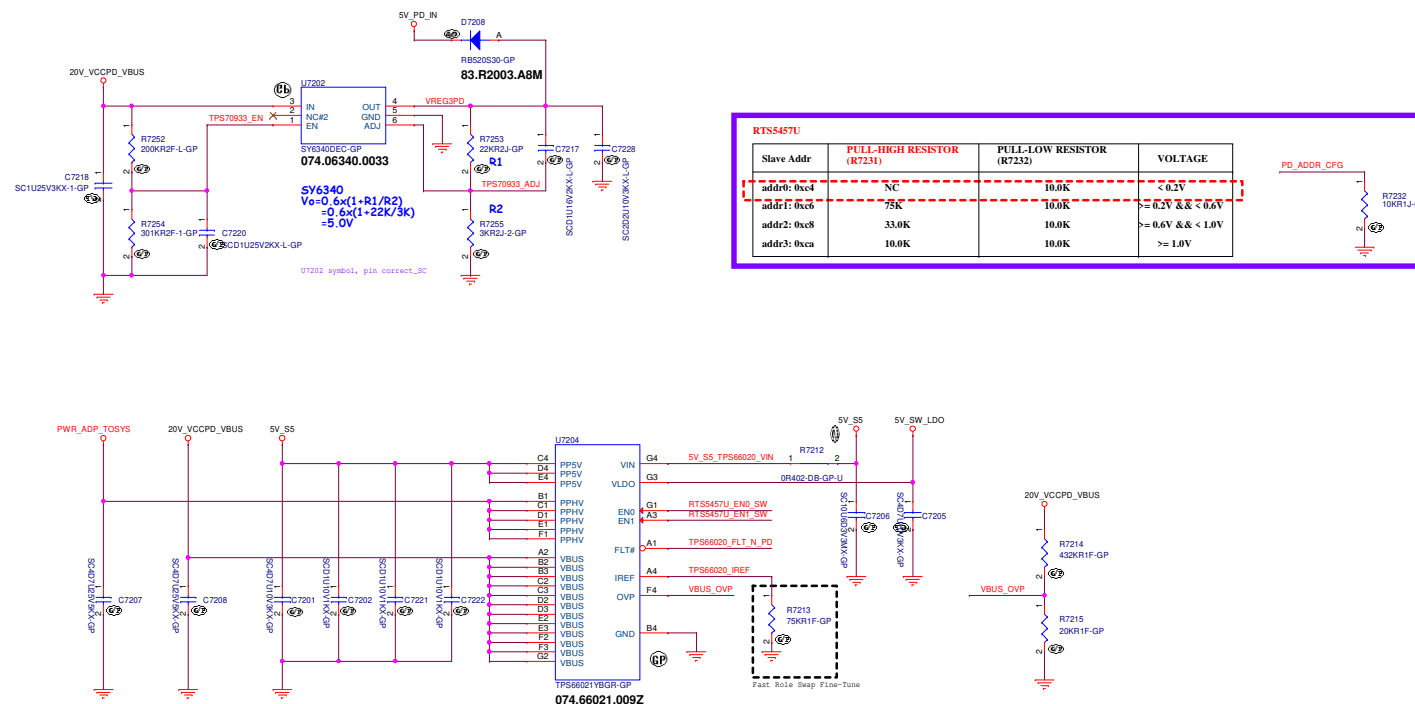 5V_PD_IN
D7208
A
RB520S30-GP
83.R2003.A8M
20V_VCCPD_VBUS
U7202
3 IN OUT 4 VREG3PD
2 NC#2 GND 5
TPS70933_EN 1 EN ADJ 6
SY6340DEC-GP
074.06340.0033
R7252
200KR2F-L-GP
C7218
SC1U25V3KX-1-GP
R7254
301KR2F-1-GP
C7220
SCD1U25V2KX-L-GP
R7253
22KR2J-GP
R1
TPS70933_ADJ
R2
R7255
3KR2J-2-GP
C7217
SCD1U16V2KX-L-GP
C7228
SC2D2U10V3KX-L-GP
SY6340
Vo=0.6x(1+R1/R2)
=0.6x(1+22K/3K)
=5.0V
U7202 symbol, pin correct_SC
RTS5457U
Slave Addr PULL-HIGH RESISTOR (R7231) PULL-LOW RESISTOR (R7232) VOLTAGE
addr0: 0xc4 NC 10.0K < 0.2V
addr1: 0xc6 75K 10.0K >= 0.2V && < 0.6V
addr2: 0xc8 33.0K 10.0K >= 0.6V && < 1.0V
addr3: 0xca 10.0K 10.0K >= 1.0V
PD_ADDR_CFG
R7232
PWR_ADP_TOSYS
20V_VCCPD_VBUS
5V_S5
U7204
C4 PP5V VIN G4 5V_S5_TPS66020_VIN
D4 PP5V
E4 PP5V VLDO G3
B1 PPHV
C1 PPHV EN0 G1 RTS5457U_EN0_SW
D1 PPHV EN1 A3 RTS5457U_EN1_SW
E1 PPHV
F1 PPHV FLT# A1 TPS66020_FLT_N_PD
A2 VBUS
B2 VBUS
B3 VBUS IREF A4 TPS66020_IREF
C2 VBUS
C3 VBUS OVP F4 VBUS_OVP
D2 VBUS
D3 VBUS
E2 VBUS
E3 VBUS GND B4
F2 VBUS
F3 VBUS
G2 VBUS
TPS66021YBGR-GP
074.66021.009Z
GP
C7207
C7208
C7201
C7202
C7221
C7222
5V_S5
5V_SW_LDO
R7212
1 2
0R402-DB-GP-U
C7206
C7205
R7213
75KR1F-GP
Fast Role Swap Fine-Tune
20V_VCCPD_VBUS
R7214
432KR1F-GP
VBUS_OVP
R7215
20KR1F-GP